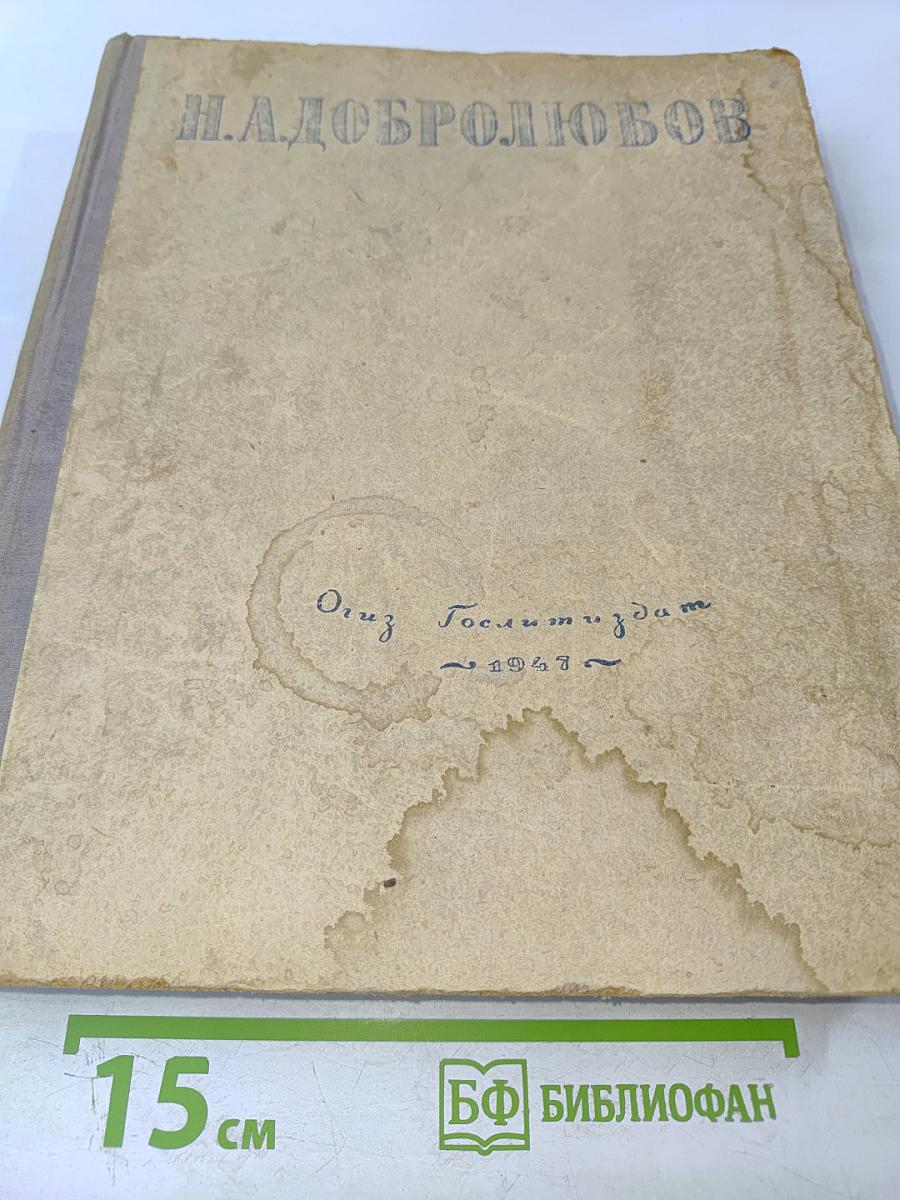 Н.А.ДОБРОЛЮБОВ
Огиз Гослитиздат
~1947~
15 см
БФ БИБЛИОФАН